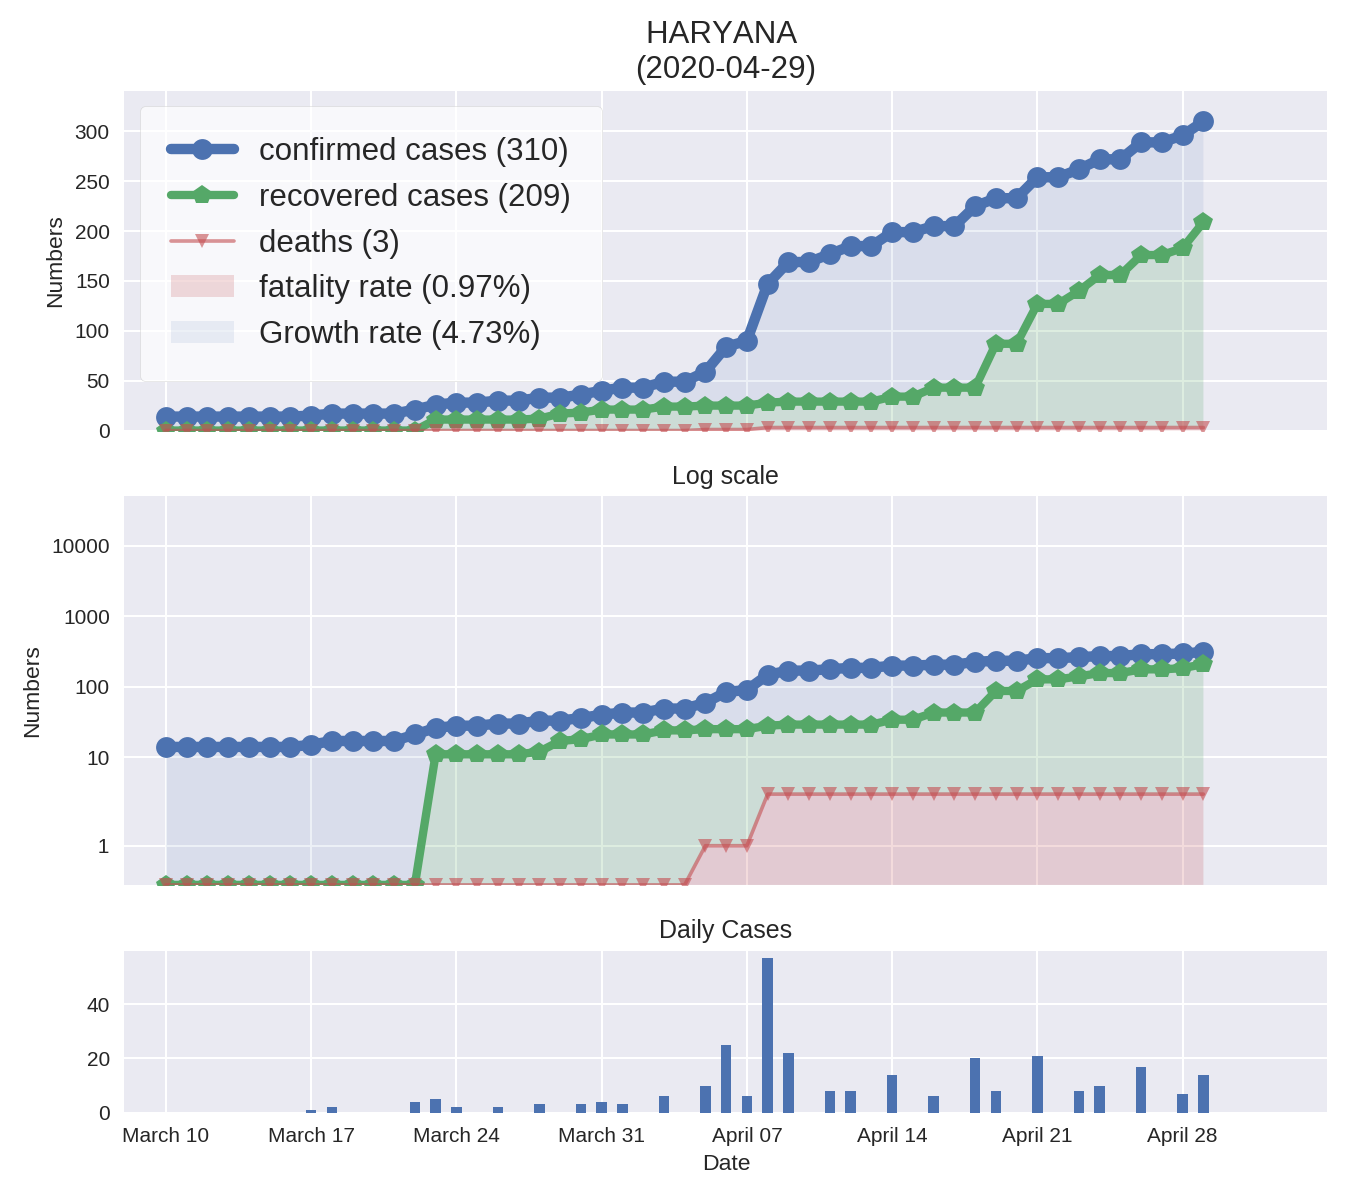 HARYANA
(2020-04-29)
confirmed cases (310)
recovered cases (209)
deaths (3)
fatality rate (0.97%)
Growth rate (4.73%)
Numbers
300
250
200
150
100
50
0
Log scale
Numbers
10000
1000
100
10
1
Daily Cases
40
20
0
March 10 March 17 March 24 March 31 April 07 April 14 April 21 April 28
Date